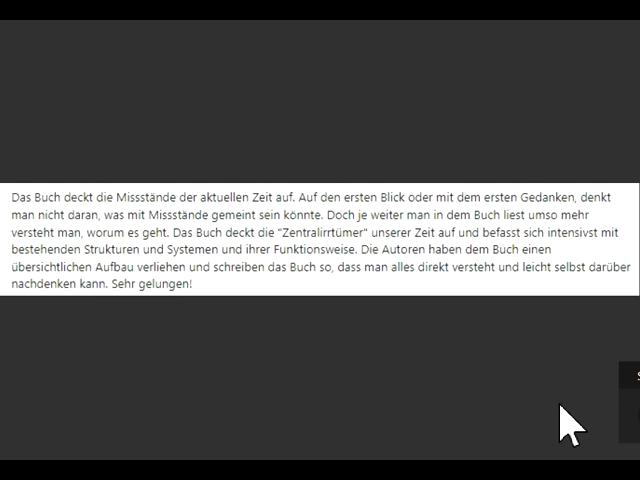 Das Buch deckt die Missstände der aktuellen Zeit auf. Auf den ersten Blick oder mit dem ersten Gedanken, denkt
man nicht daran, was mit Missstände gemeint sein könnte. Doch je weiter man in dem Buch liest umso mehr
versteht man, worum es geht. Das Buch deckt die "Zentralirrtümer" unserer Zeit auf und befasst sich intensivst mit
bestehenden Strukturen und Systemen und ihrer Funktionsweise. Die Autoren haben dem Buch einen
übersichtlichen Aufbau verliehen und schreiben das Buch so, dass man alles direkt versteht und leicht selbst darüber
nachdenken kann. Sehr gelungen!